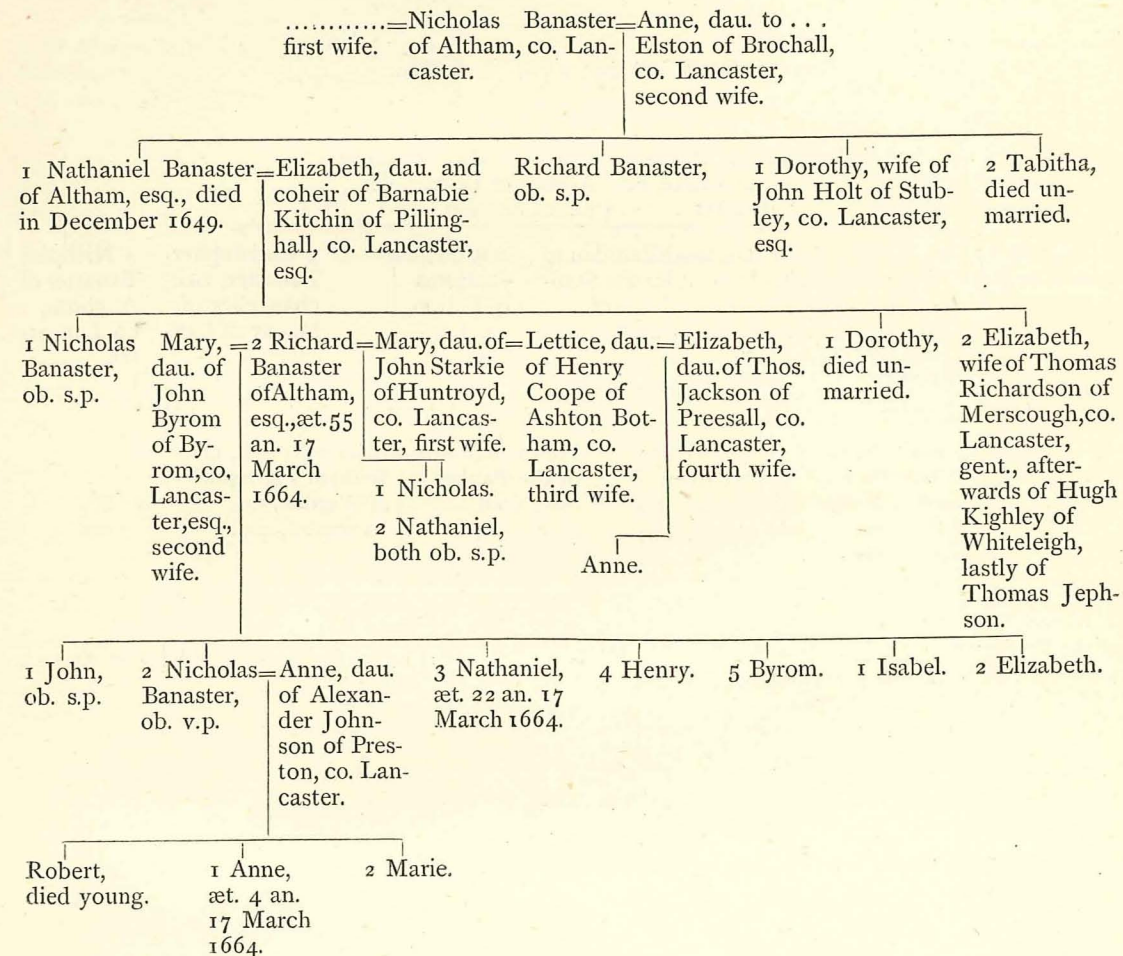 ............=Nicholas Banaster=Anne, dau. to . . .
first wife. of Altham, co. Lan- Elston of Brochall,
caster. co. Lancaster,
second wife.
1 Nathaniel Banaster=Elizabeth, dau. and
of Altham, esq., died coheir of Barnabie
in December 1649. Kitchin of Pilling-
hall, co. Lancaster,
esq.
Richard Banaster,
ob. s.p.
1 Dorothy, wife of
John Holt of Stub-
ley, co. Lancaster,
esq.
2 Tabitha,
died un-
married.
1 Nicholas
Banaster,
ob. s.p.
Mary, =
dau. of
John
Byrom
of By-
rom, co.
Lancas-
ter, esq.,
second
wife.
2 Richard=
Banaster
of Altham,
esq., æt. 55
an. 17
March
1664.
Mary, dau. of=
John Starkie
of Huntroyd,
co. Lancas-
ter, first wife.
1 Nicholas.
2 Nathaniel,
both ob. s.p.
Lettice, dau.=
of Henry
Coope of
Ashton Bot-
ham, co.
Lancaster,
third wife.
Elizabeth,
dau. of Thos.
Jackson of
Preesall, co.
Lancaster,
fourth wife.
Anne.
1 Dorothy,
died un-
married.
2 Elizabeth,
wife of Thomas
Richardson of
Merscough, co.
Lancaster,
gent., after-
wards of Hugh
Kighley of
Whiteleigh,
lastly of
Thomas Jeph-
son.
1 John,
ob. s.p.
2 Nicholas=
Banaster,
ob. v.p.
Anne, dau.
of Alexan-
der John-
son of Pres-
ton, co. Lan-
caster.
3 Nathaniel,
æt. 22 an. 17
March 1664.
4 Henry.
5 Byrom.
1 Isabel.
2 Elizabeth.
Robert,
died young.
1 Anne,
æt. 4 an.
17 March
1664.
2 Marie.